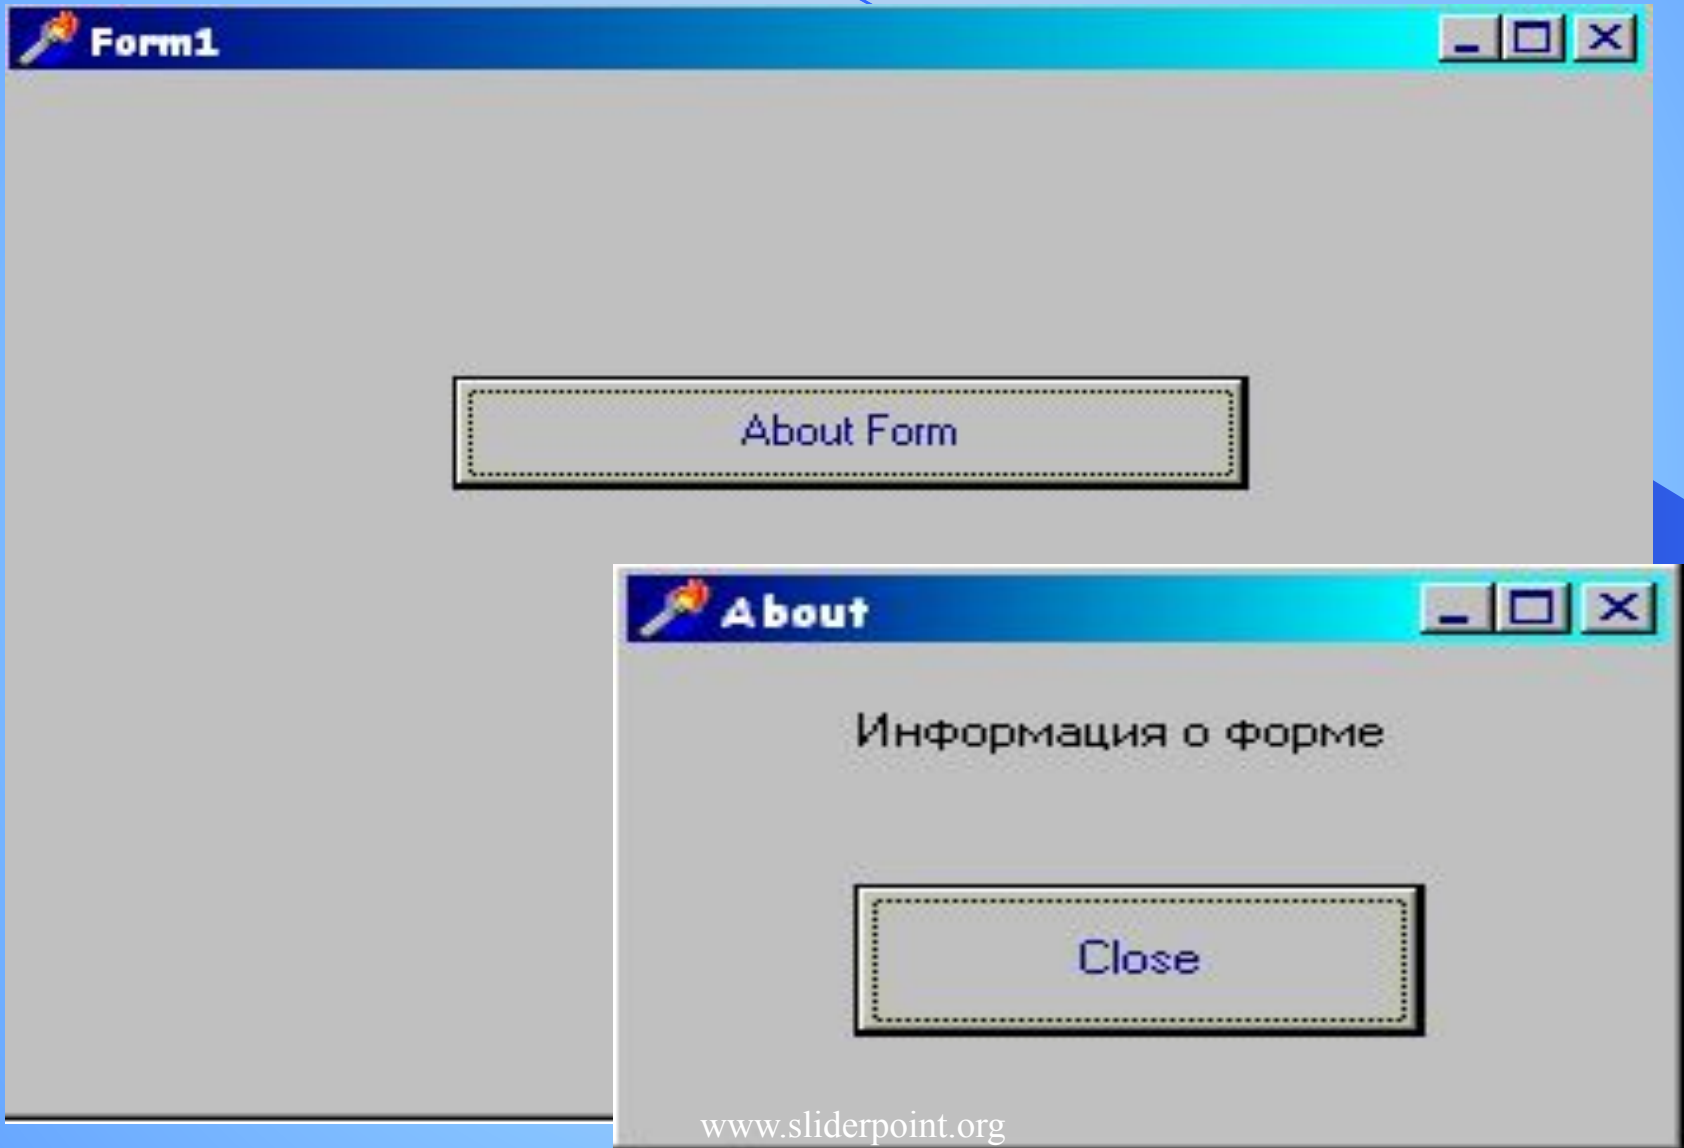 Form1
About Form
About
Информация о форме
Close
www.sliderpoint.org